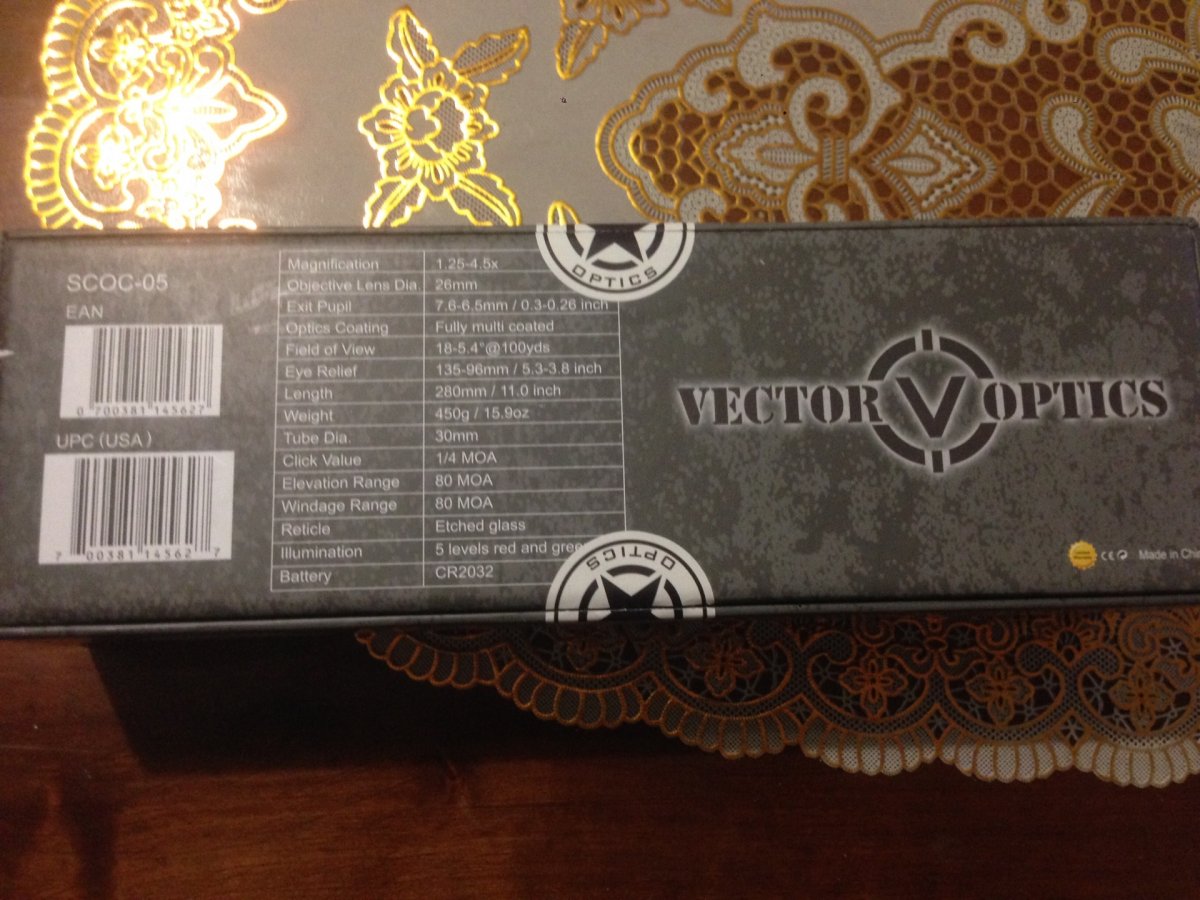 SCOC-05
EAN
0 700381 145627
UPC (USA)
7 00381 14562 7
Magnification 1.25-4.5x
Objective Lens Dia. 26mm
Exit Pupil 7.6-6.5mm / 0.3-0.26 inch
Optics Coating Fully multi coated
Field of View 18-5.4°@100yds
Eye Relief 135-96mm / 5.3-3.8 inch
Length 280mm / 11.0 inch
Weight 450g / 15.9oz
Tube Dia. 30mm
Click Value 1/4 MOA
Elevation Range 80 MOA
Windage Range 80 MOA
Reticle Etched glass
Illumination 5 levels red and gree
Battery CR2032
OPTICS
OPTICS
VECTOR V OPTICS
CE
Made in Ch